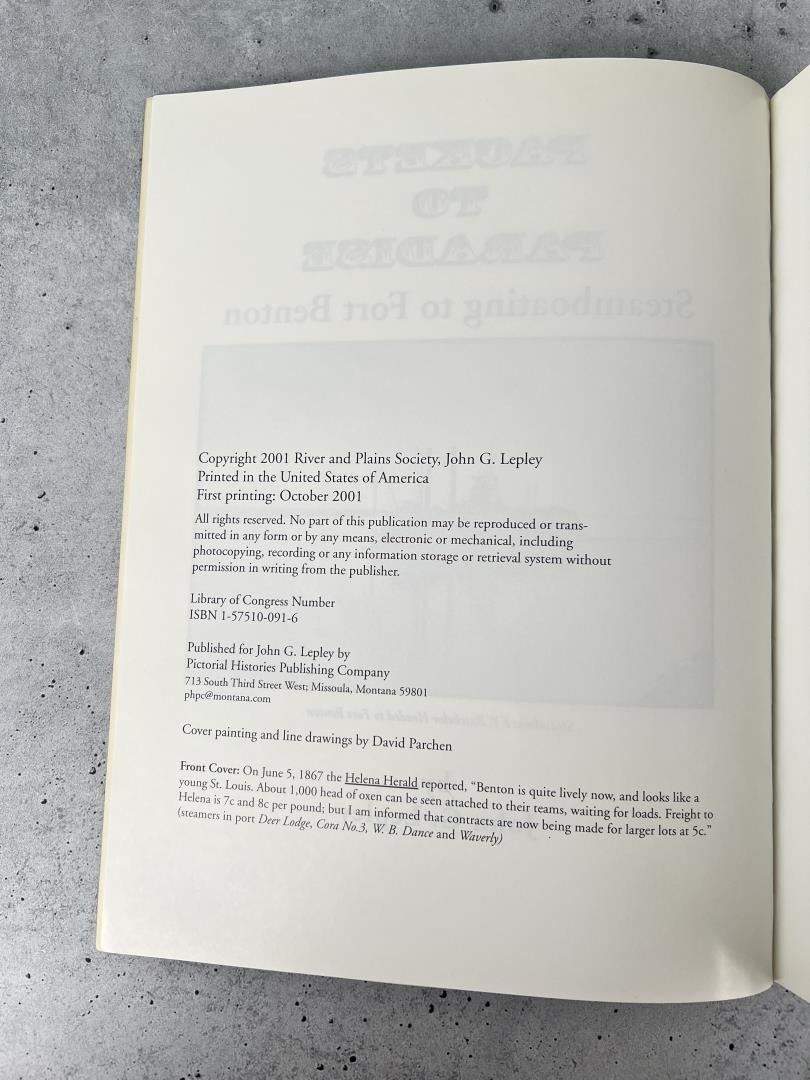 PACKETS
TO
PARADISE
Steamboating to Fort Benton
Copyright 2001 River and Plains Society, John G. Lepley
Printed in the United States of America
First printing: October 2001
All rights reserved. No part of this publication may be reproduced or trans-
mitted in any form or by any means, electronic or mechanical, including
photocopying, recording or any information storage or retrieval system without
permission in writing from the publisher.
Library of Congress Number
ISBN 1-57510-091-6
Published for John G. Lepley by
Pictorial Histories Publishing Company
713 South Third Street West; Missoula, Montana 59801
phpc@montana.com
Cover painting and line drawings by David Parchen
Front Cover: On June 5, 1867 the Helena Herald reported, “Benton is quite lively now, and looks like a
young St. Louis. About 1,000 head of oxen can be seen attached to their teams, waiting for loads. Freight to
Helena is 7c and 8c per pound; but I am informed that contracts are now being made for larger lots at 5c.”
(steamers in port Deer Lodge, Cora No.3, W. B. Dance and Waverly)